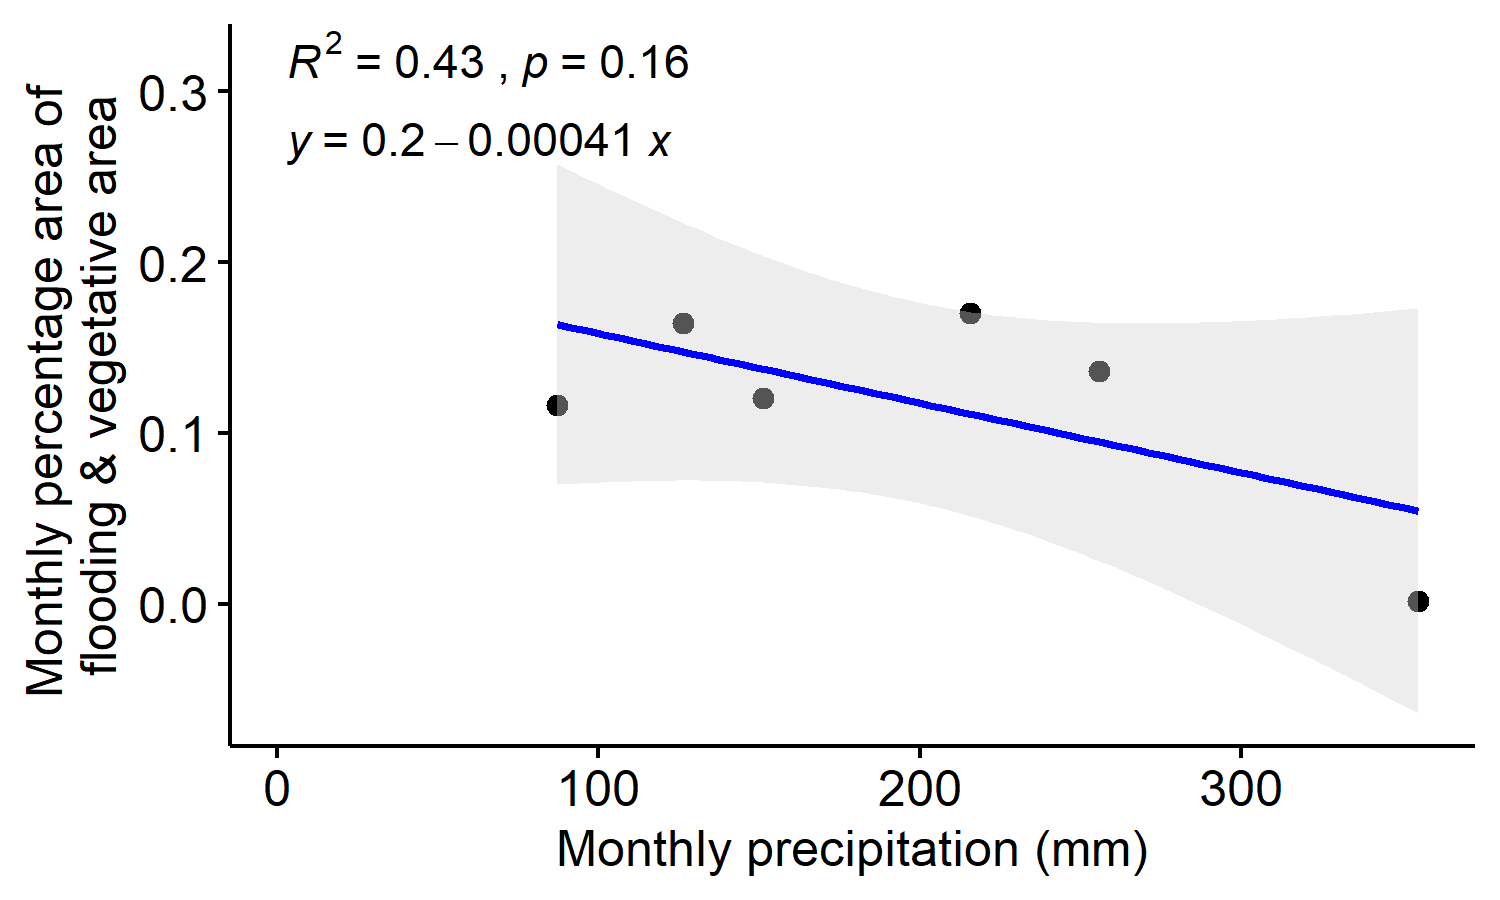 R² = 0.43 , p = 0.16
y = 0.2 – 0.00041 x
Monthly percentage area of
flooding & vegetative area
0.3
0.2
0.1
0.0
0 100 200 300
Monthly precipitation (mm)